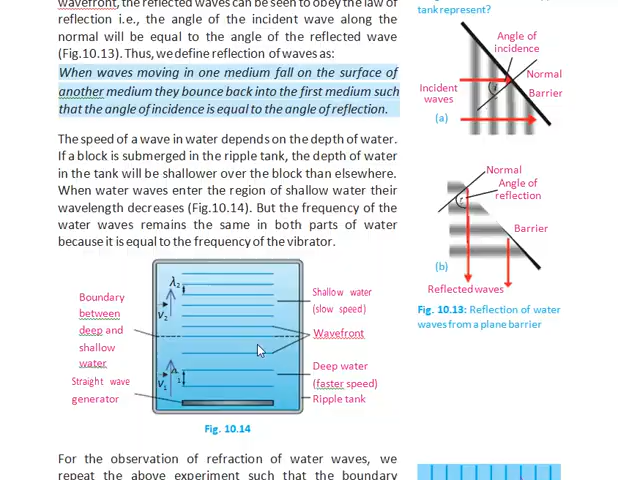 wavefront, the reflected waves can be seen to obey the law of
reflection i.e., the angle of the incident wave along the
normal will be equal to the angle of the reflected wave
(Fig.10.13). Thus, we define reflection of waves as:
When waves moving in one medium fall on the surface of
another medium they bounce back into the first medium such
that the angle of incidence is equal to the angle of reflection.
The speed of a wave in water depends on the depth of water.
If a block is submerged in the ripple tank, the depth of water
in the tank will be shallower over the block than elsewhere.
When water waves enter the region of shallow water their
wavelength decreases (Fig.10.14). But the frequency of the
water waves remains the same in both parts of water
because it is equal to the frequency of the vibrator.
Boundary
between
deep and
shallow
water
Straight wave
generator
λ2
V2
V1
1
Shallow water
(slow speed)
Wavefront
Deep water
(faster speed)
Ripple tank
Fig. 10.14
For the observation of refraction of water waves, we
repeat the above experiment such that the boundary
tank represent?
Angle of
incidence
Normal
Incident
waves
Barrier
(a)
Normal
Angle of
reflection
Barrier
(b)
Reflected waves
Fig. 10.13: Reflection of water
waves from a plane barrier